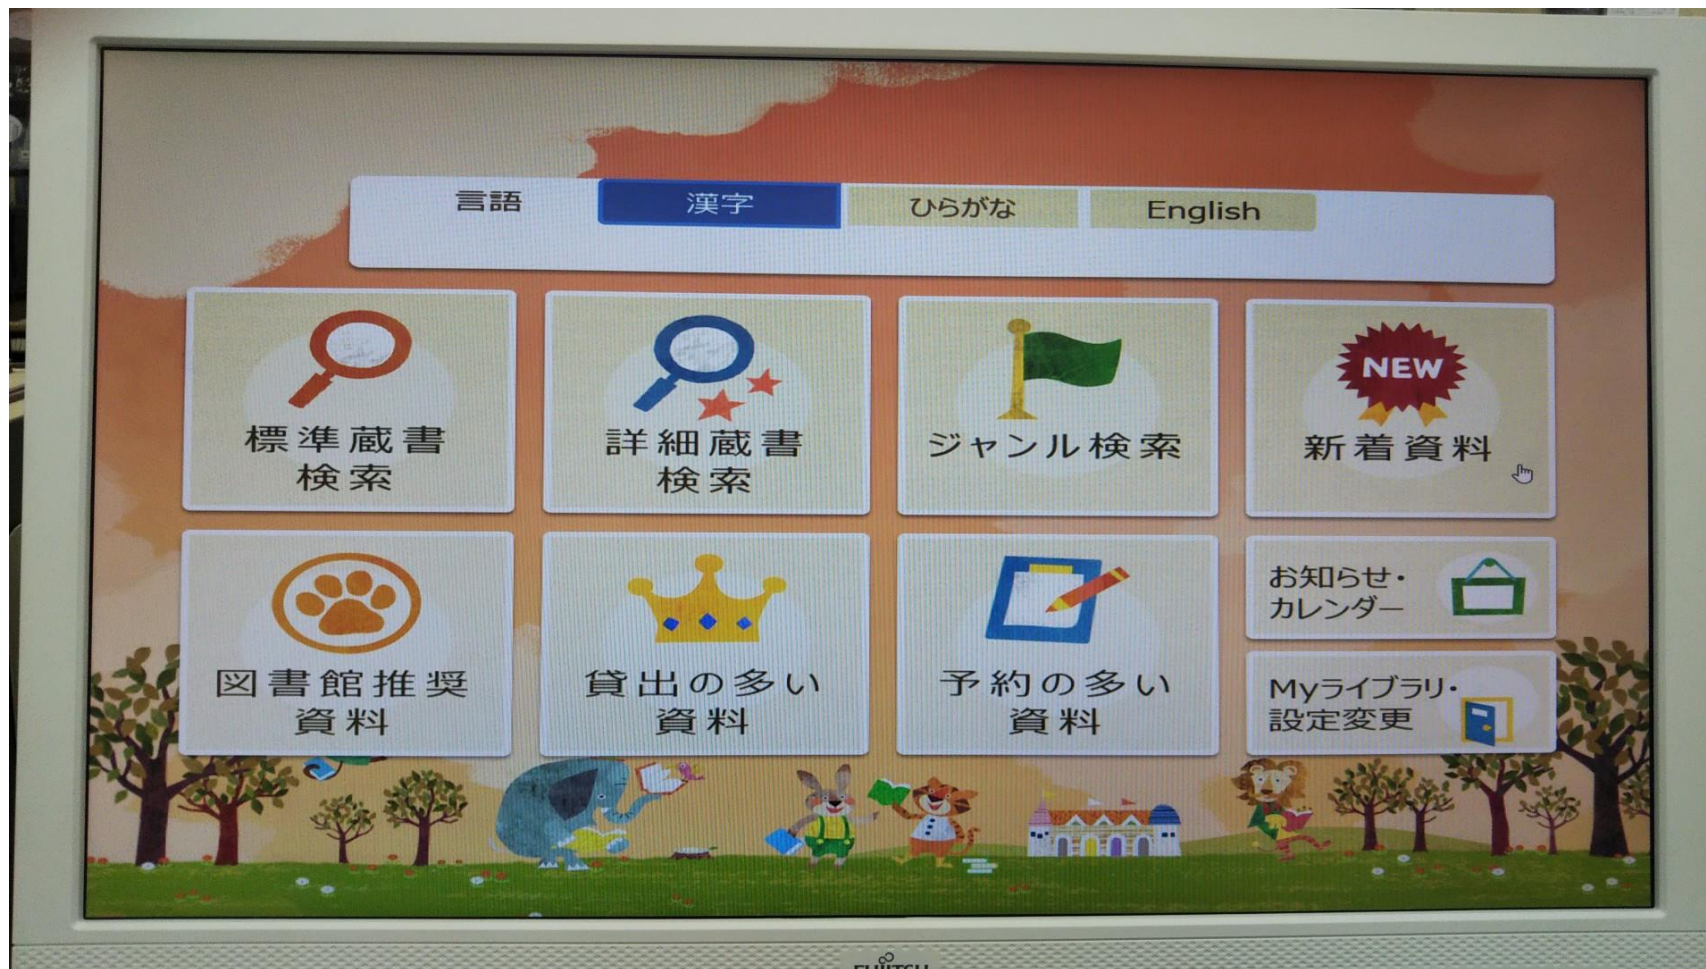 言語 漢字 ひらがな English
標準蔵書
検索
詳細蔵書
検索
ジャンル検索
NEW
新着資料
図書館推奨
資料
貸出の多い
資料
予約の多い
資料
お知らせ・
カレンダー
Myライブラリ・
設定変更
FUJITSU